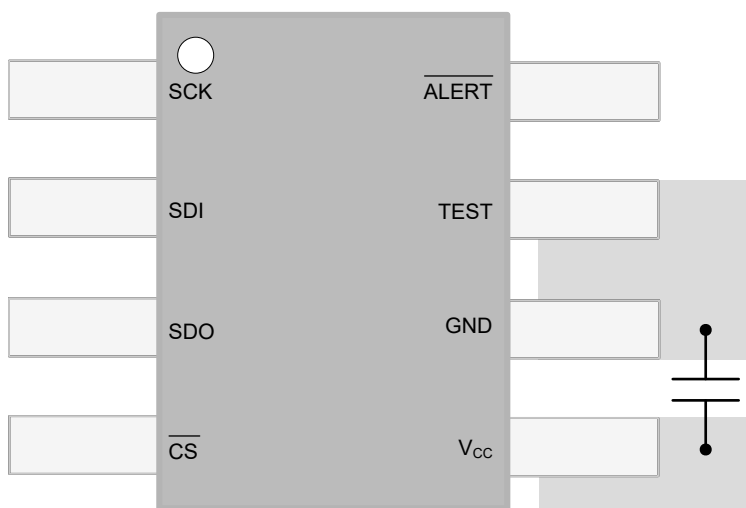 SCK
ALERT
SDI
TEST
SDO
GND
CS
VCC